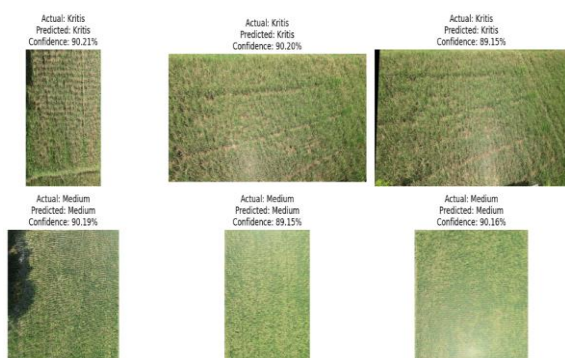 Actual: Kritis
Predicted: Kritis
Confidence: 90.21%
Actual: Kritis
Predicted: Kritis
Confidence: 90.20%
Actual: Kritis
Predicted: Kritis
Confidence: 89.15%
Actual: Medium
Predicted: Medium
Confidence: 90.19%
Actual: Medium
Predicted: Medium
Confidence: 89.15%
Actual: Medium
Predicted: Medium
Confidence: 90.16%